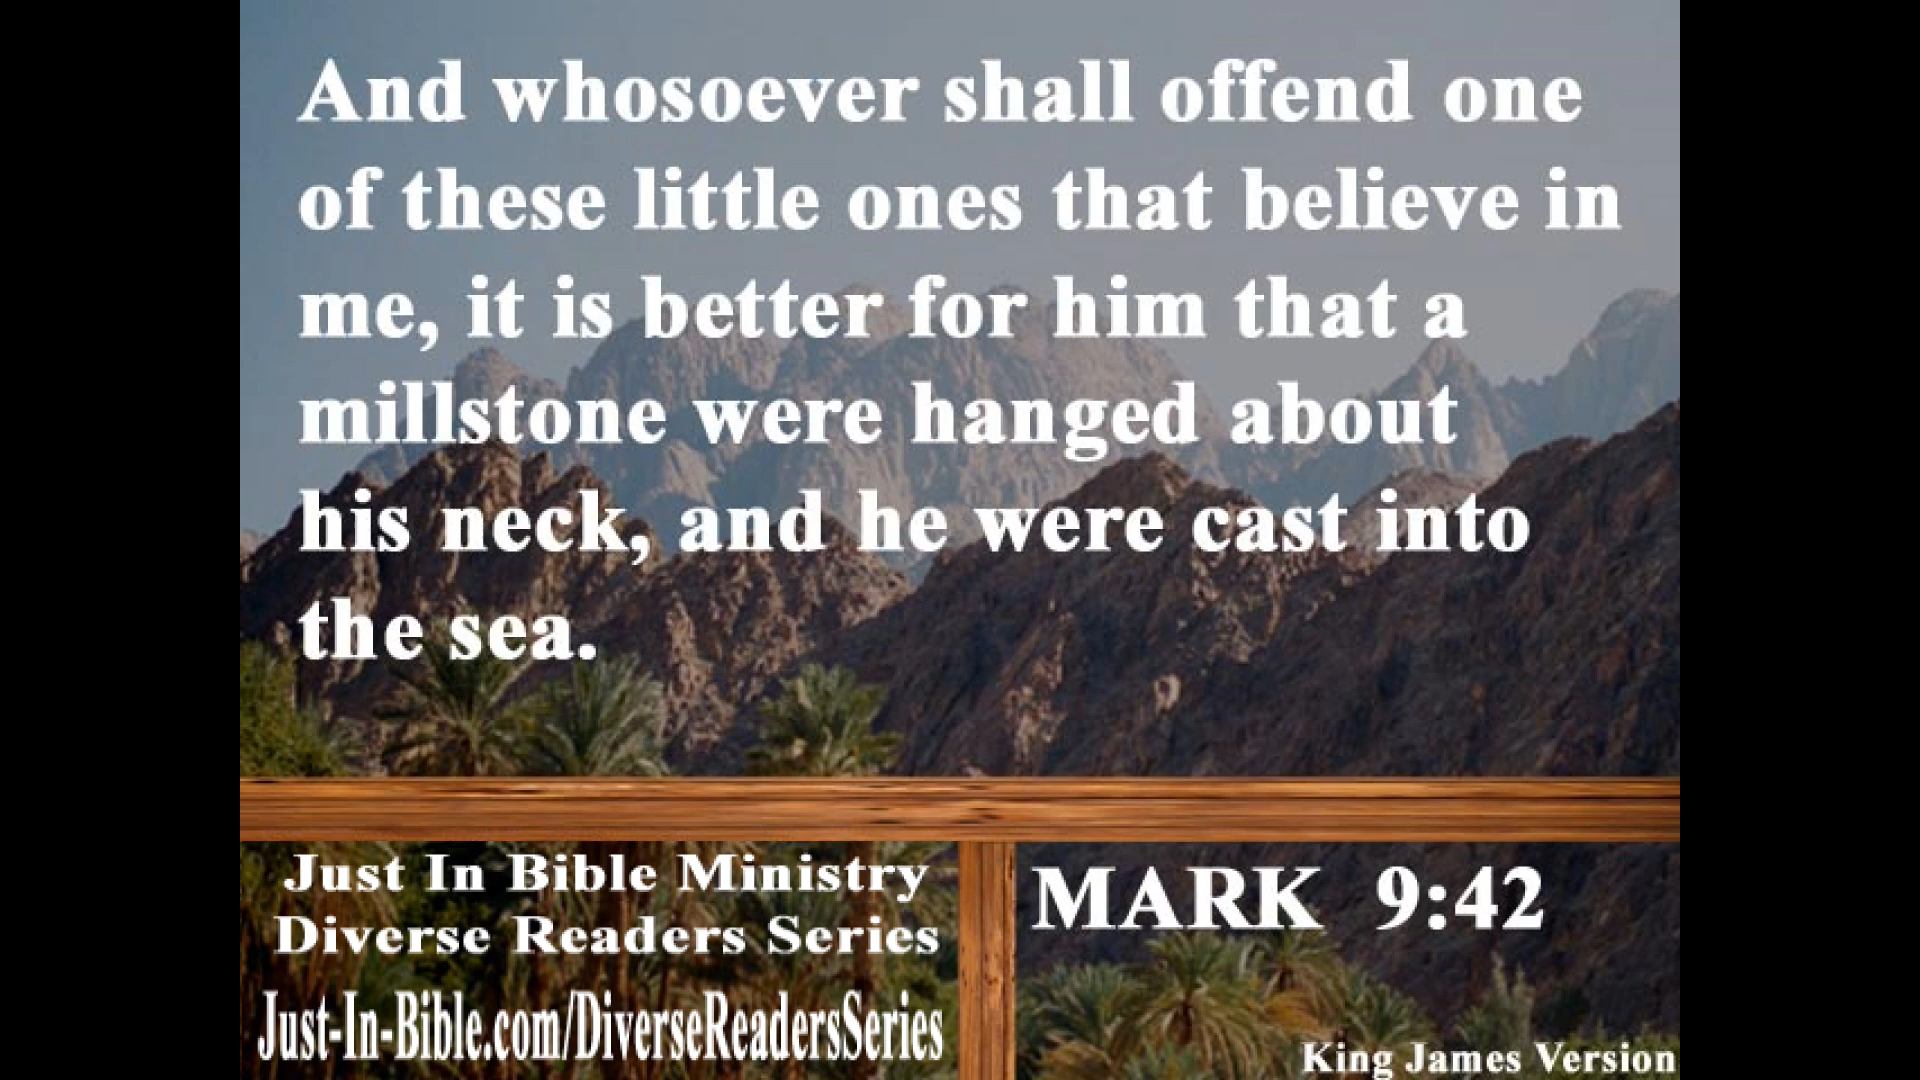 And whosoever shall offend one
of these little ones that believe in
me, it is better for him that a
millstone were hanged about
his neck, and he were cast into
the sea.
Just In Bible Ministry
Diverse Readers Series
Just-In-Bible.com/DiverseReadersSeries
MARK 9:42
King James Version